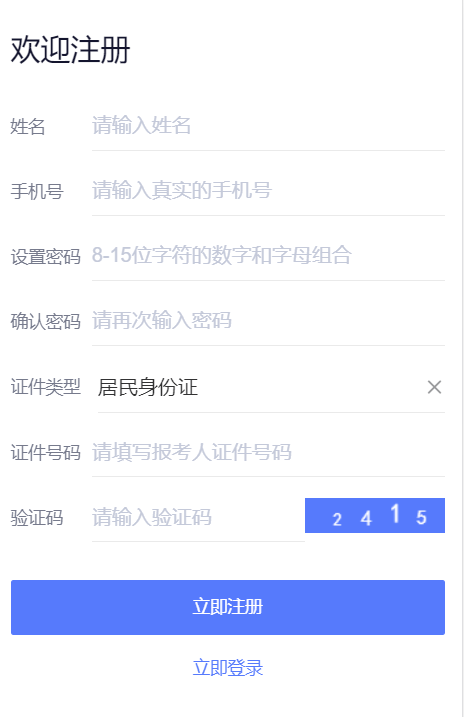 欢迎注册
姓名 请输入姓名
手机号 请输入真实的手机号
设置密码 8-15位字符的数字和字母组合
确认密码 请再次输入密码
证件类型 居民身份证
证件号码 请填写报考人证件号码
验证码 请输入验证码 2 4 1 5
立即注册
立即登录